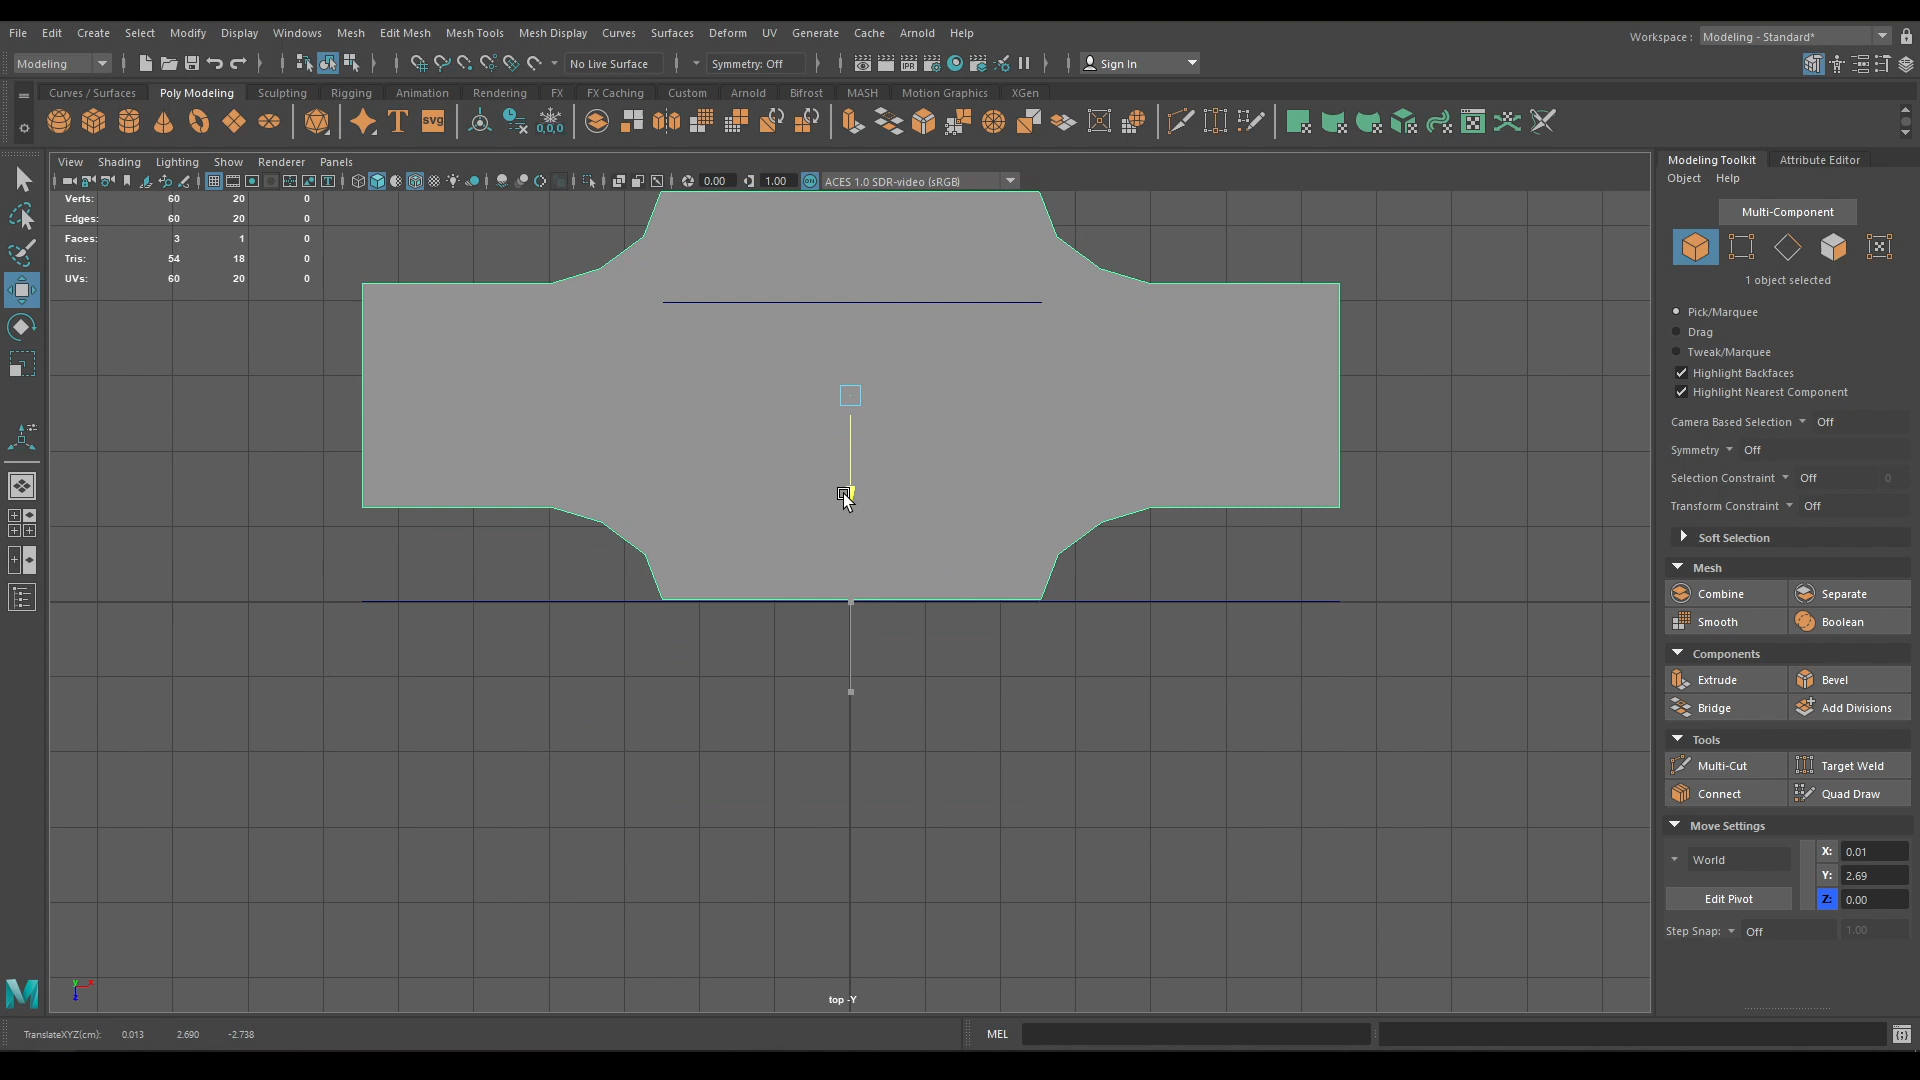 File Edit Create Select Modify Display Windows Mesh Edit Mesh Mesh Tools Mesh Display Curves Surfaces Deform UV Generate Cache Arnold Help
Workspace : Modeling - Standard*
Modeling No Live Surface Symmetry: Off Sign In
Curves / Surfaces Poly Modeling Sculpting Rigging Animation Rendering FX FX Caching Custom Arnold Bifrost MASH Motion Graphics XGen
View Shading Lighting Show Renderer Panels
0.00 1.00 ON ACES 1.0 SDR-video (sRGB)
Verts: 60 20 0
Edges: 60 20 0
Faces: 3 1 0
Tris: 54 18 0
UVs: 60 20 0
top -Y
Modeling Toolkit Attribute Editor
Object Help
Multi-Component
1 object selected
Pick/Marquee
Drag
Tweak/Marquee
Highlight Backfaces
Highlight Nearest Component
Camera Based Selection Off
Symmetry Off
Selection Constraint Off 0
Transform Constraint Off
Soft Selection
Mesh
Combine Separate
Smooth Boolean
Components
Extrude Bevel
Bridge Add Divisions
Tools
Multi-Cut Target Weld
Connect Quad Draw
Move Settings
World
X: 0.01
Y: 2.69
Edit Pivot
Z: 0.00
Step Snap: Off 1.00
TranslateXYZ(cm): 0.013 2.690 -2.738
MEL